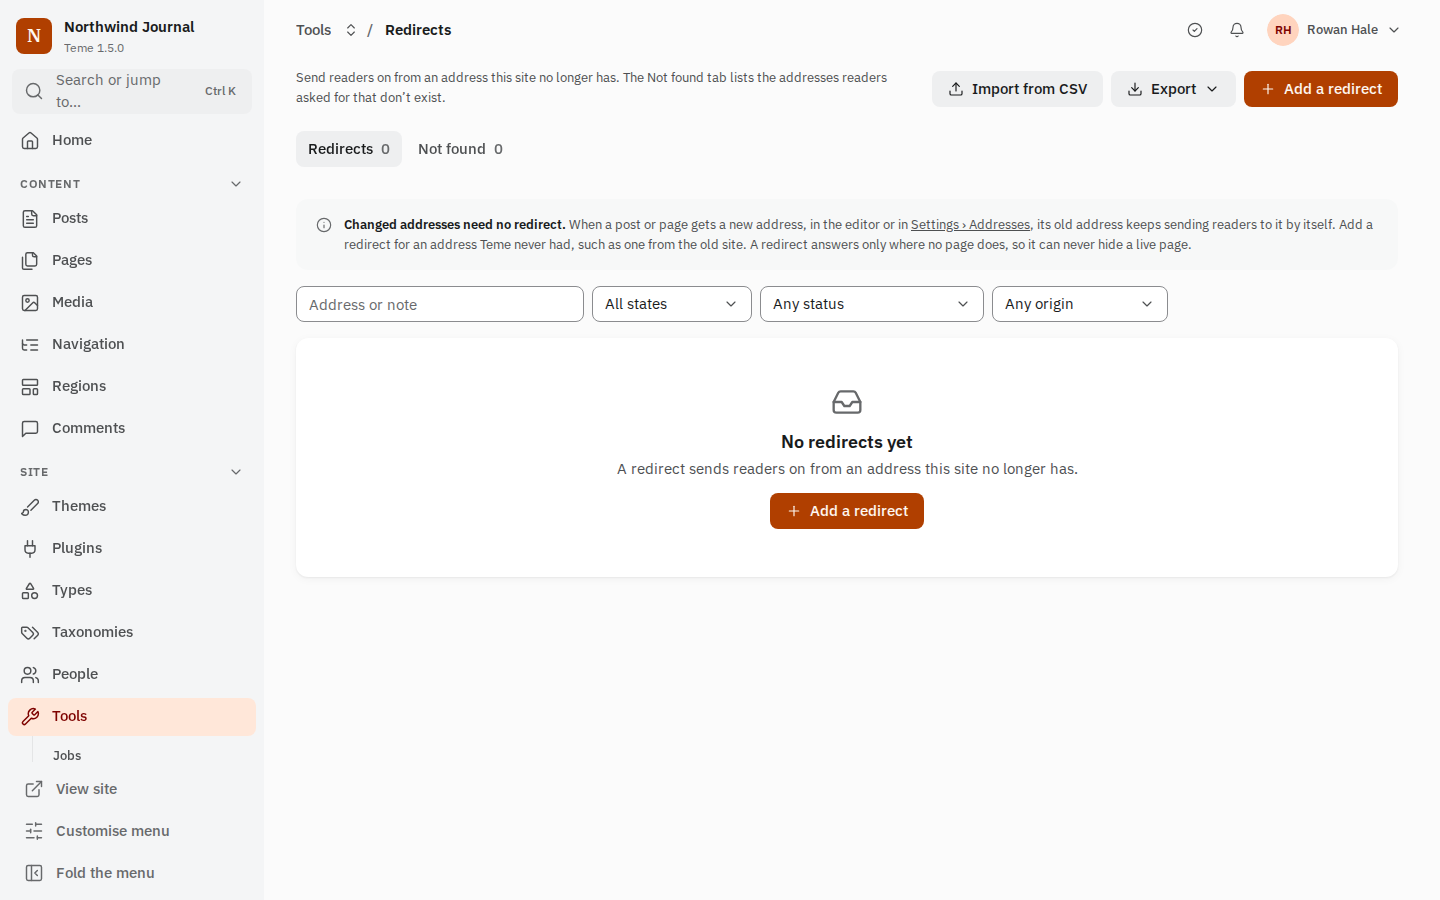 N
Northwind Journal
Teme 1.5.0
Search or jump to...
Ctrl K
Home
CONTENT
Posts
Pages
Media
Navigation
Regions
Comments
SITE
Themes
Plugins
Types
Taxonomies
People
Tools
Jobs
View site
Customise menu
Fold the menu
Tools / Redirects
RH Rowan Hale
Send readers on from an address this site no longer has. The Not found tab lists the addresses readers
asked for that don’t exist.
Import from CSV
Export
Add a redirect
Redirects 0
Not found 0
Changed addresses need no redirect. When a post or page gets a new address, in the editor or in Settings › Addresses, its old address keeps sending readers to it by itself. Add a
redirect for an address Teme never had, such as one from the old site. A redirect answers only where no page does, so it can never hide a live page.
Address or note
All states
Any status
Any origin
No redirects yet
A redirect sends readers on from an address this site no longer has.
Add a redirect